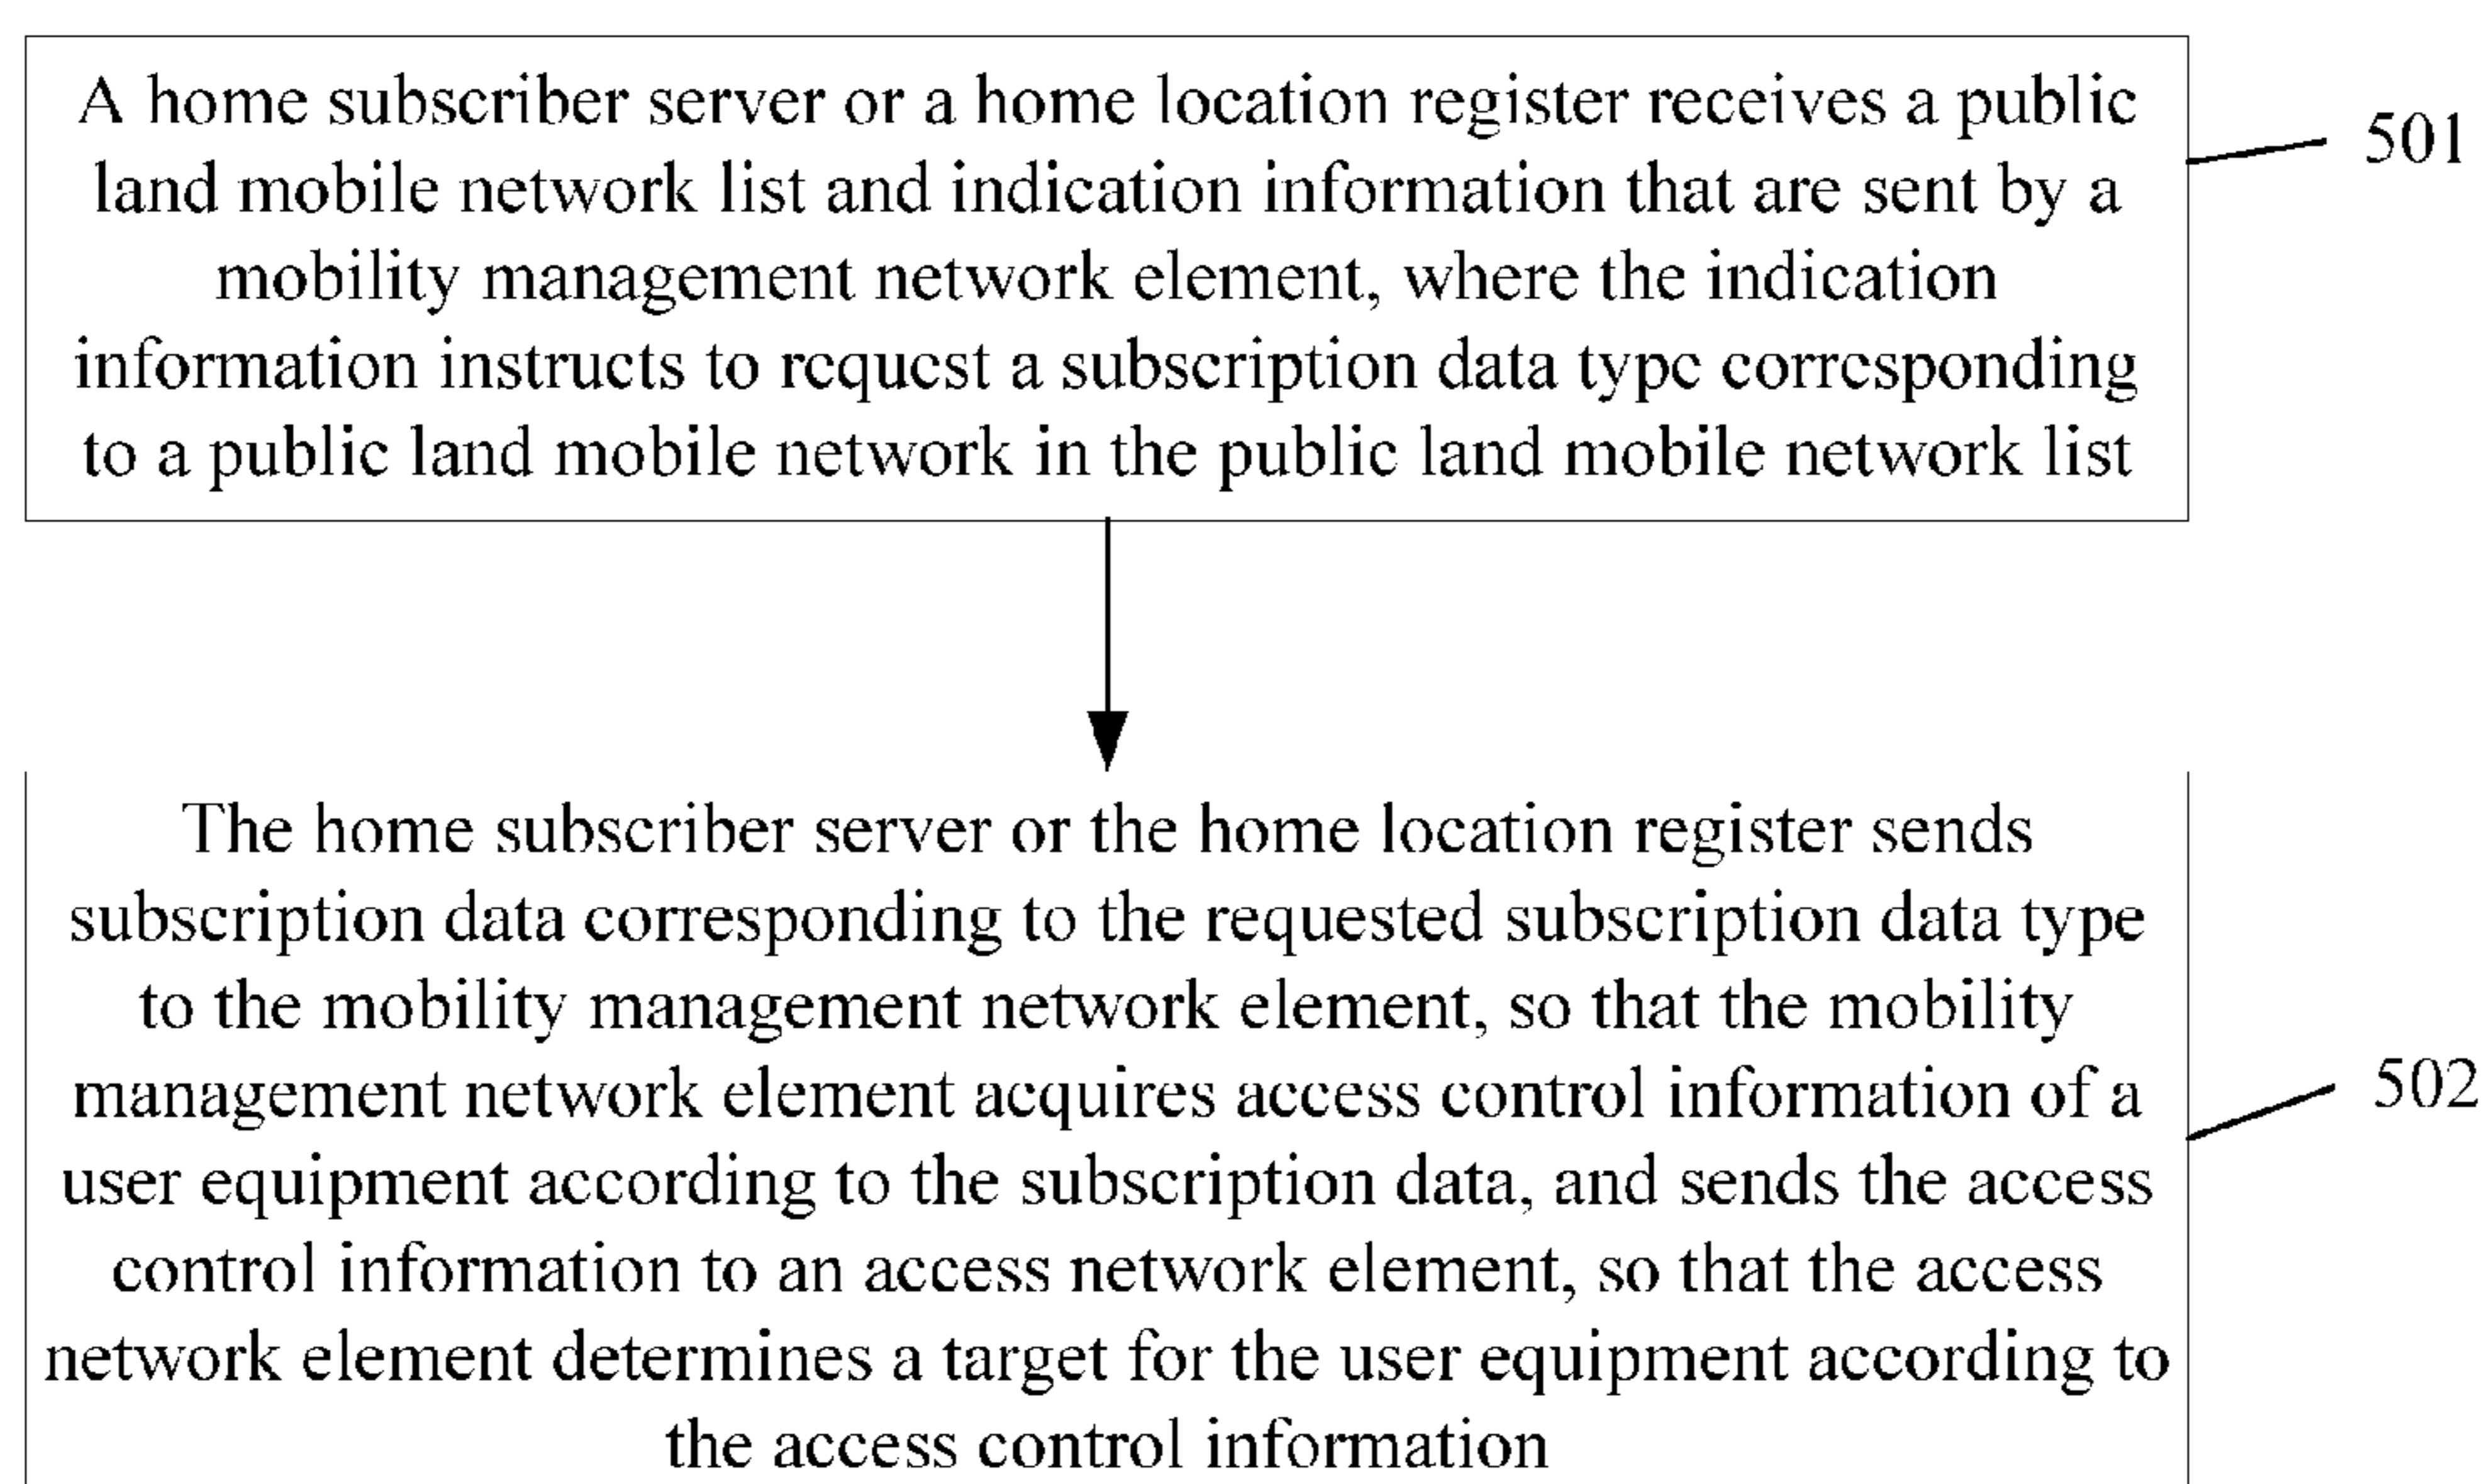 A home subscriber server or a home location register receives a public
land mobile network list and indication information that are sent by a
mobility management network element, where the indication
information instructs to request a subscription data type corresponding
to a public land mobile network in the public land mobile network list
501
The home subscriber server or the home location register sends
subscription data corresponding to the requested subscription data type
to the mobility management network element, so that the mobility
management network element acquires access control information of a
user equipment according to the subscription data, and sends the access
control information to an access network element, so that the access
network element determines a target for the user equipment according to
the access control information
502